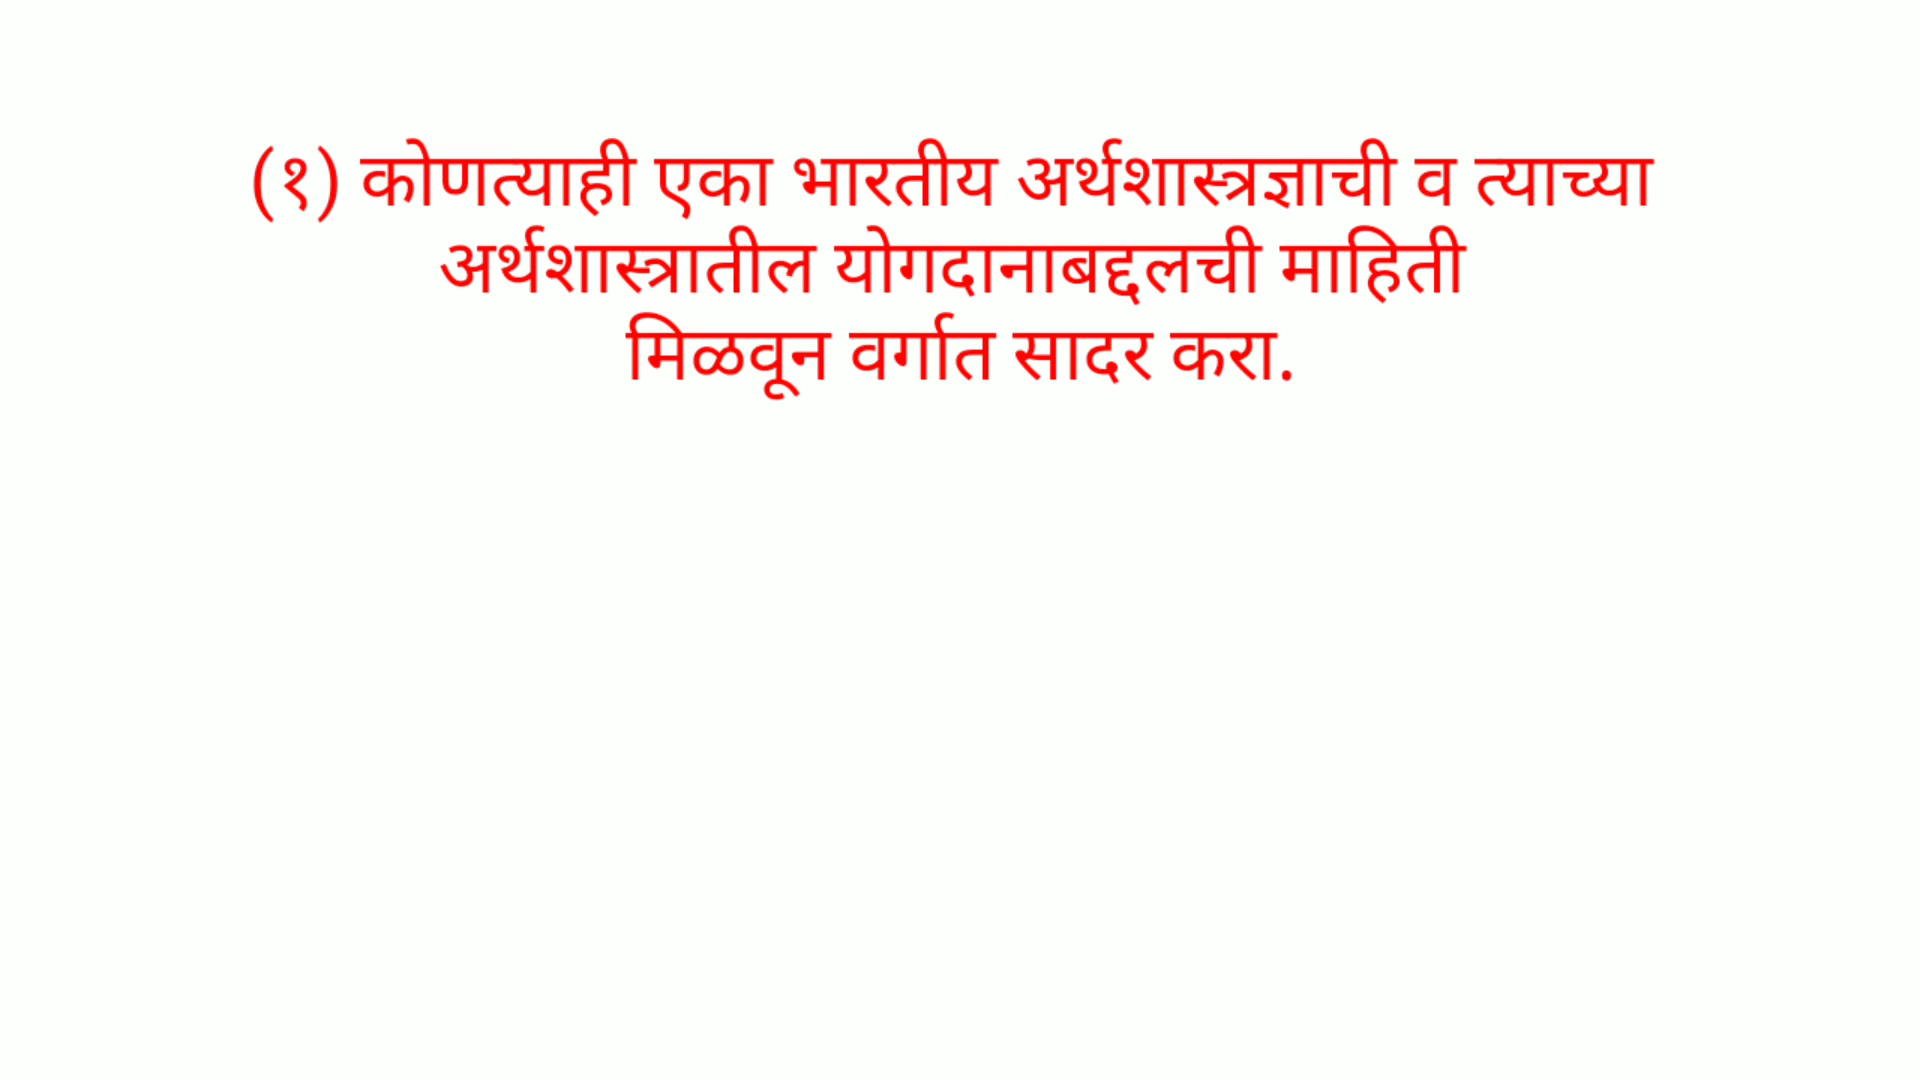 (१) कोणत्याही एका भारतीय अर्थशास्त्रज्ञाची व त्याच्या
अर्थशास्त्रातील योगदानाबद्दलची माहिती
मिळवून वर्गात सादर करा.